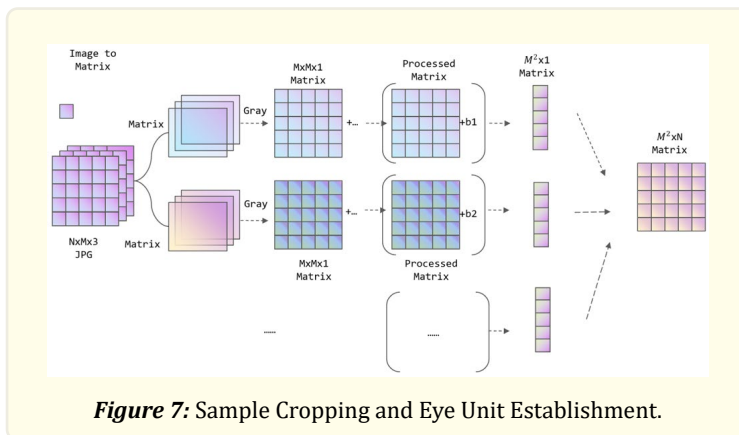 Image to
Matrix
MxMx1
Matrix
Processed
Matrix
M²x1
Matrix
Gray
Matrix
+...
+b1
M²xN
Matrix
Gray
+...
+b2
Matrix
NxMx3
JPG
MxMx1
Matrix
Processed
Matrix
......
......
Figure 7: Sample Cropping and Eye Unit Establishment.